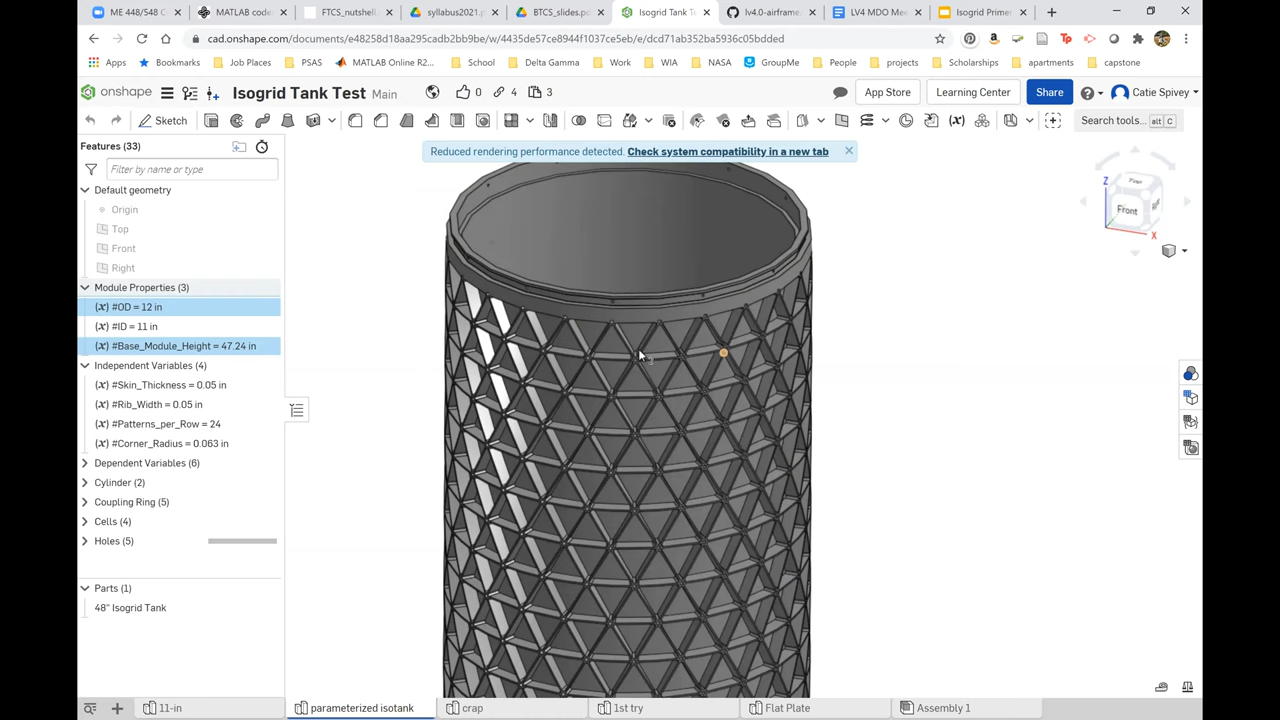 ME 448/548 C
MATLAB code
FTCS_nutshell
syllabus2021.p
BTCS_slides.pd
Isogrid Tank T
lv4.0-airframe.
LV4 MDO Mee
Isogrid Primer
cad.onshape.com/documents/e48258d18aa295cadb2bb9be/w/4435de57ce8944f1037ce5eb/e/dcd71ab352ba5936c05bdded
Apps
Bookmarks
Job Places
PSAS
MATLAB Online R2...
School
Delta Gamma
Work
WIA
NASA
GroupMe
People
projects
Scholarships
apartments
capstone
onshape
Isogrid Tank Test Main
0
4
3
App Store
Learning Center
Share
Catie Spivey
Sketch
(x)
Search tools... alt C
Features (33)
Reduced rendering performance detected. Check system compatibility in a new tab
Filter by name or type
Default geometry
Origin
Top
Front
Right
Module Properties (3)
(x) #OD = 12 in
(x) #ID = 11 in
(x) #Base_Module_Height = 47.24 in
Independent Variables (4)
(x) #Skin_Thickness = 0.05 in
(x) #Rib_Width = 0.05 in
(x) #Patterns_per_Row = 24
(x) #Corner_Radius = 0.063 in
Dependent Variables (6)
Cylinder (2)
Coupling Ring (5)
Cells (4)
Holes (5)
Parts (1)
48" Isogrid Tank
Z
Front
X
11-in
parameterized isotank
crap
1st try
Flat Plate
Assembly 1